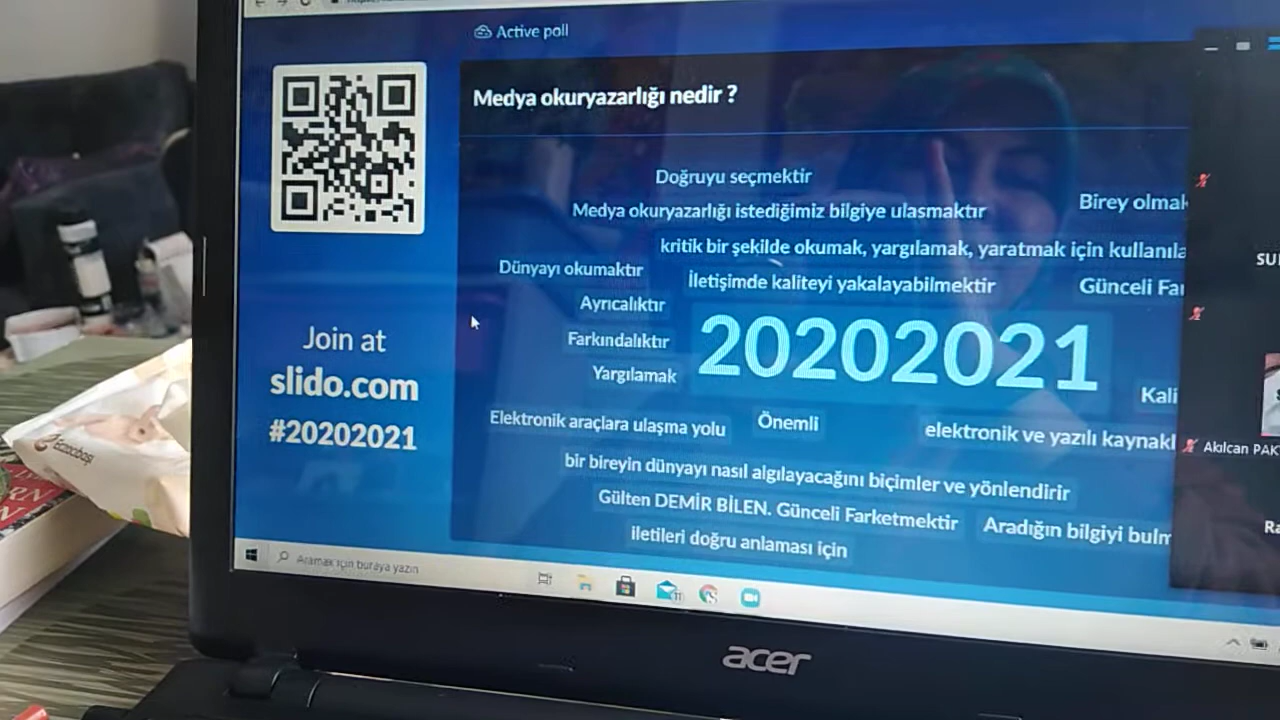 Active poll
Medya okuryazarlığı nedir ?
Doğruyu seçmektir
Birey olmak
Medya okuryazarlığı istediğimiz bilgiye ulasmaktır
kritik bir şekilde okumak, yargılamak, yaratmak için kullanıla
Dünyayı okumaktır
İletişimde kaliteyi yakalayabilmektir
Günceli Far
Ayrıcalıktır
Farkındalıktır
20202021
Yargılamak
Kali
Elektronik araçlara ulaşma yolu
Önemli
elektronik ve yazılı kaynakl
bir bireyin dünyayı nasıl algılayacağını biçimler ve yönlendirir
Gülten DEMİR BİLEN. Günceli Farketmektir
Aradığın bilgiyi bulm
iletileri doğru anlaması için
Join at
slido.com
#20202021
SU
Akılcan PAK
Ra
Aramak için buraya yazın
11
acer